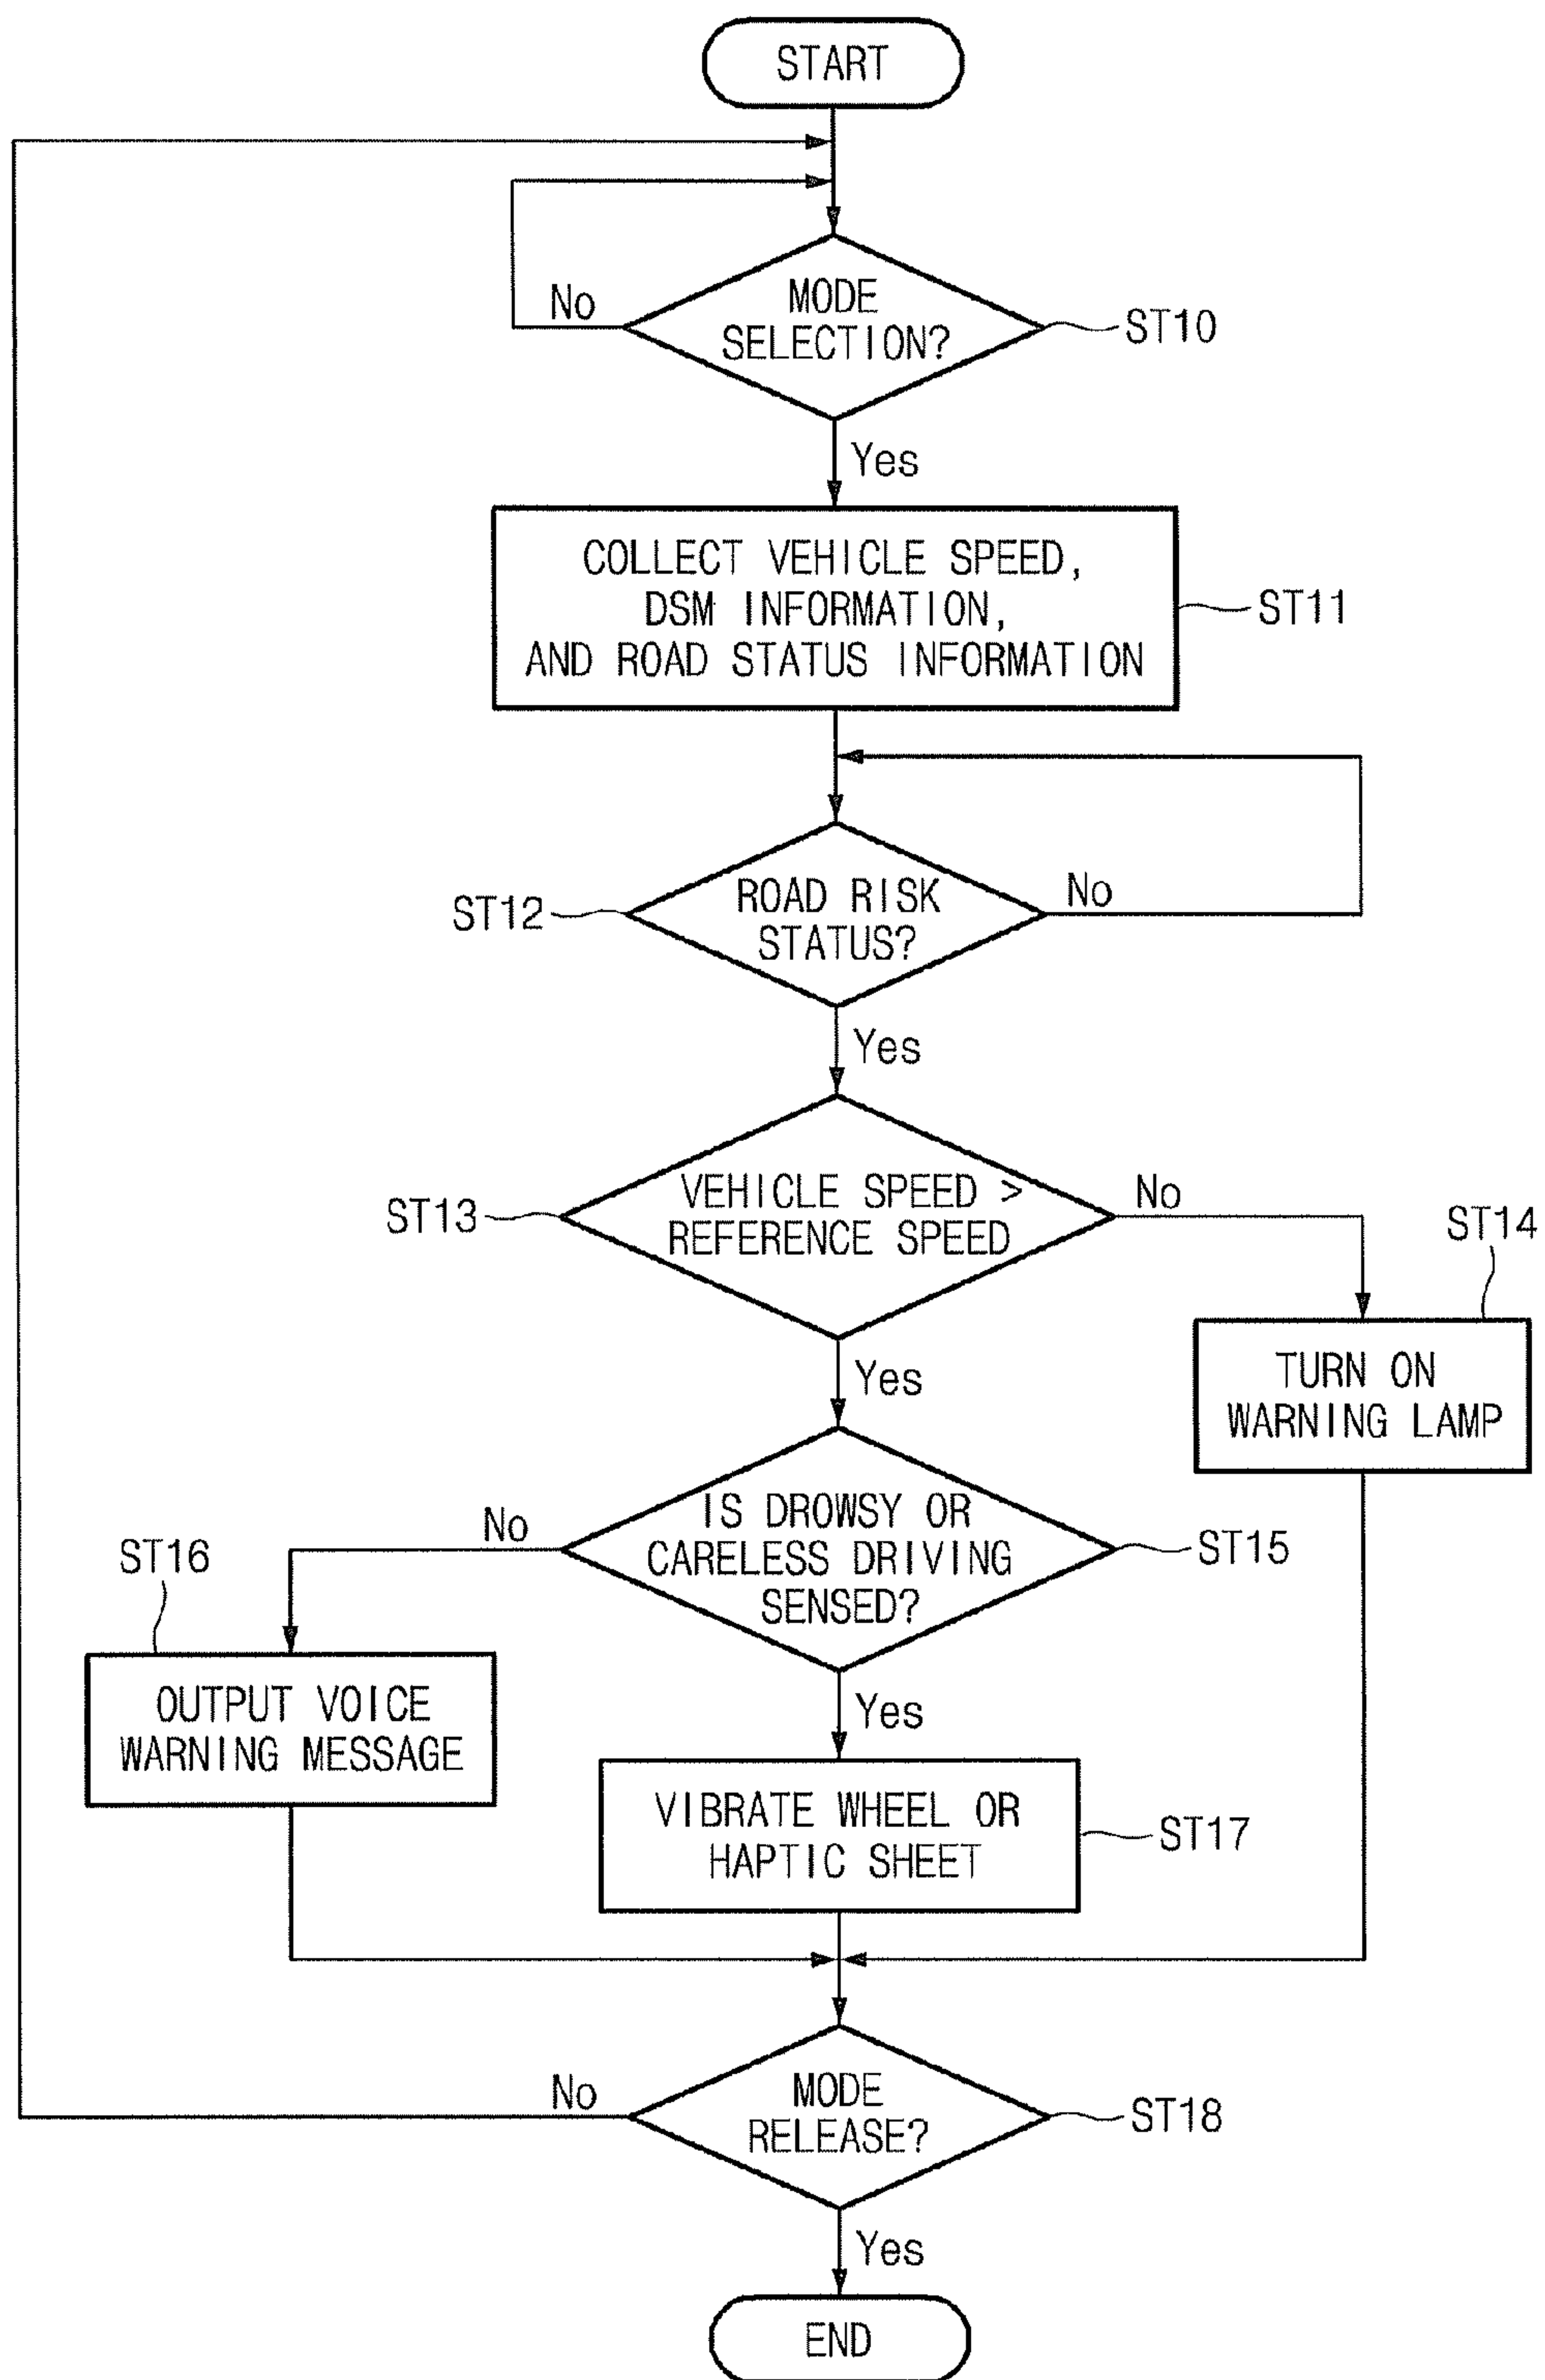 START
No
MODE
SELECTION?
ST10
Yes
COLLECT VEHICLE SPEED,
DSM INFORMATION,
AND ROAD STATUS INFORMATION
ST11
ST12
ROAD RISK
STATUS?
No
Yes
ST13
VEHICLE SPEED >
REFERENCE SPEED
No
ST14
TURN ON
WARNING LAMP
Yes
IS DROWSY OR
CARELESS DRIVING
SENSED?
ST15
No
ST16
OUTPUT VOICE
WARNING MESSAGE
Yes
VIBRATE WHEEL OR
HAPTIC SHEET
ST17
No
MODE
RELEASE?
ST18
Yes
END